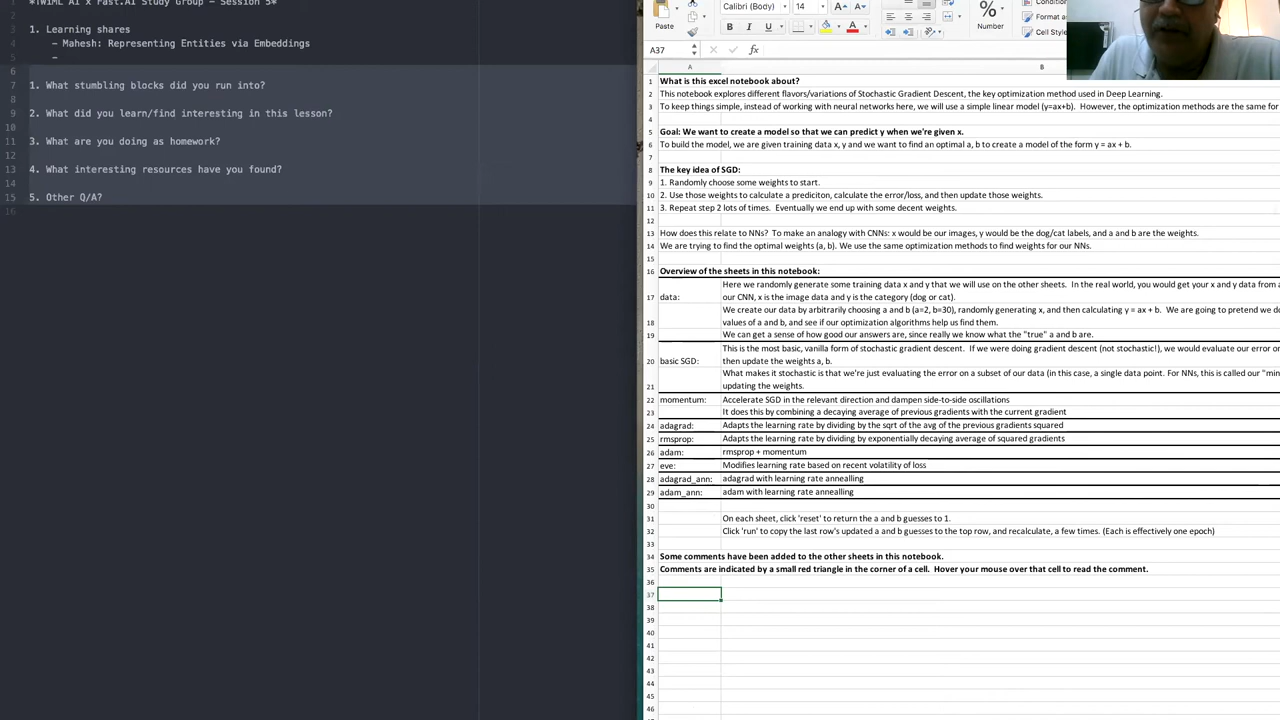 *TWiML AI x Fast.AI Study Group – Session 5*
1. Learning shares
– Mahesh: Representing Entities via Embeddings
–
1. What stumbling blocks did you run into?
2. What did you learn/find interesting in this lesson?
3. What are you doing as homework?
4. What interesting resources have you found?
5. Other Q/A?
Paste
Calibri (Body)
14
B I U
%
Number
Conditi
Format a
Cell Style
A37
fx
A B
What is this excel notebook about?
This notebook explores different flavors/variations of Stochastic Gradient Descent, the key optimization method used in Deep Learning.
To keep things simple, instead of working with neural networks here, we will use a simple linear model (y=ax+b). However, the optimization methods are the same for
Goal: We want to create a model so that we can predict y when we're given x.
To build the model, we are given training data x, y and we want to find an optimal a, b to create a model of the form y = ax + b.
The key idea of SGD:
1. Randomly choose some weights to start.
2. Use those weights to calculate a prediciton, calculate the error/loss, and then update those weights.
3. Repeat step 2 lots of times. Eventually we end up with some decent weights.
How does this relate to NNs? To make an analogy with CNNs: x would be our images, y would be the dog/cat labels, and a and b are the weights.
We are trying to find the optimal weights (a, b). We use the same optimization methods to find weights for our NNs.
Overview of the sheets in this notebook:
Here we randomly generate some training data x and y that we will use on the other sheets. In the real world, you would get your x and y data from a
data: our CNN, x is the image data and y is the category (dog or cat).
We create our data by arbitrarily choosing a and b (a=2, b=30), randomly generating x, and then calculating y = ax + b. We are going to pretend we do
values of a and b, and see if our optimization algorithms help us find them.
We can get a sense of how good our answers are, since really we know what the "true" a and b are.
This is the most basic, vanilla form of stochastic gradient descent. If we were doing gradient descent (not stochastic!), we would evaluate our error on
basic SGD: then update the weights a, b.
What makes it stochastic is that we're just evaluating the error on a subset of our data (in this case, a single data point. For NNs, this is called our "min
updating the weights.
momentum: Accelerate SGD in the relevant direction and dampen side-to-side oscillations
It does this by combining a decaying average of previous gradients with the current gradient
adagrad: Adapts the learning rate by dividing by the sqrt of the avg of the previous gradients squared
rmsprop: Adapts the learning rate by dividing by exponentially decaying average of squared gradients
adam: rmsprop + momentum
eve: Modifies learning rate based on recent volatility of loss
adagrad_ann: adagrad with learning rate annealling
adam_ann: adam with learning rate annealling
On each sheet, click 'reset' to return the a and b guesses to 1.
Click 'run' to copy the last row's updated a and b guesses to the top row, and recalculate, a few times. (Each is effectively one epoch)
Some comments have been added to the other sheets in this notebook.
Comments are indicated by a small red triangle in the corner of a cell. Hover your mouse over that cell to read the comment.